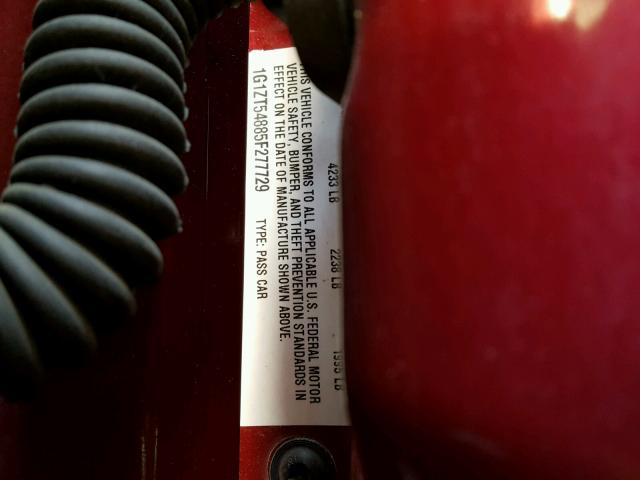 4233 LB 2238 LB 1995 LB
THIS VEHICLE CONFORMS TO ALL APPLICABLE U.S. FEDERAL MOTOR
VEHICLE SAFETY, BUMPER, AND THEFT PREVENTION STANDARDS IN
EFFECT ON THE DATE OF MANUFACTURE SHOWN ABOVE.
1G1ZT54885F277729 TYPE: PASS CAR